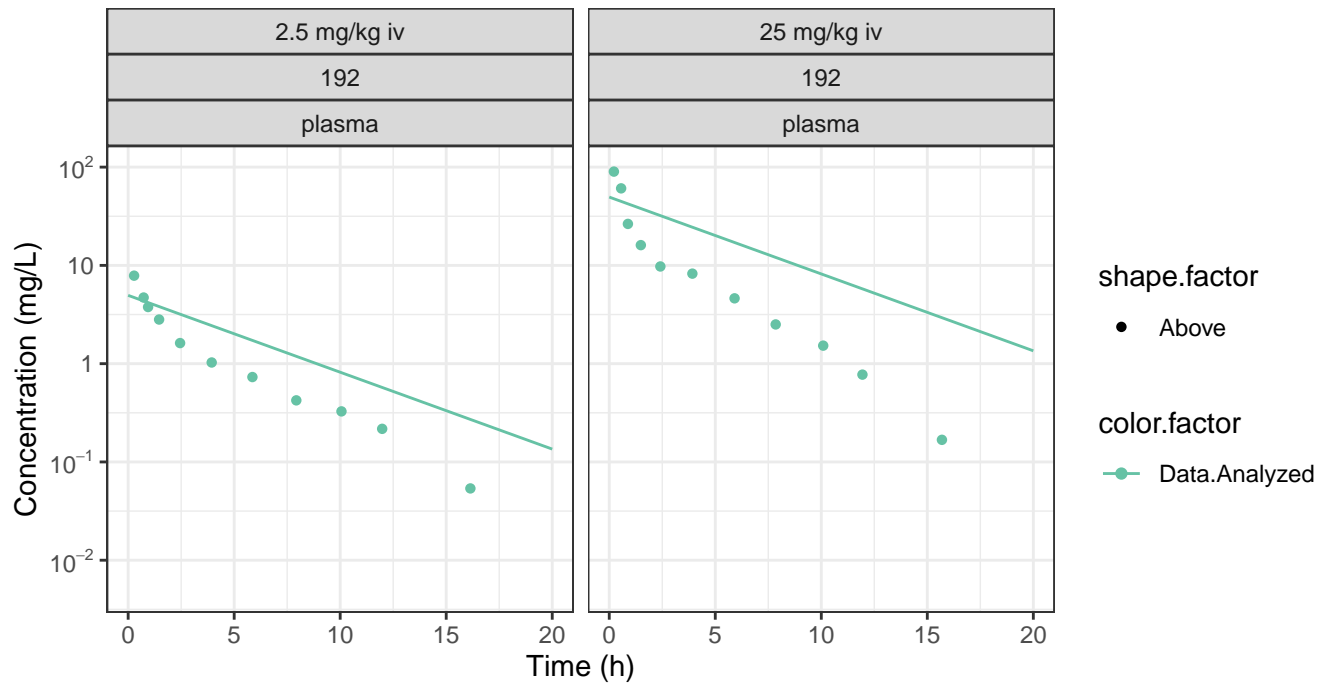 2.5 mg/kg iv
25 mg/kg iv
192
192
plasma
plasma
10²
10
1
10⁻¹
10⁻²
Concentration (mg/L)
0 5 10 15 20
0 5 10 15 20
Time (h)
shape.factor
Above
color.factor
Data.Analyzed